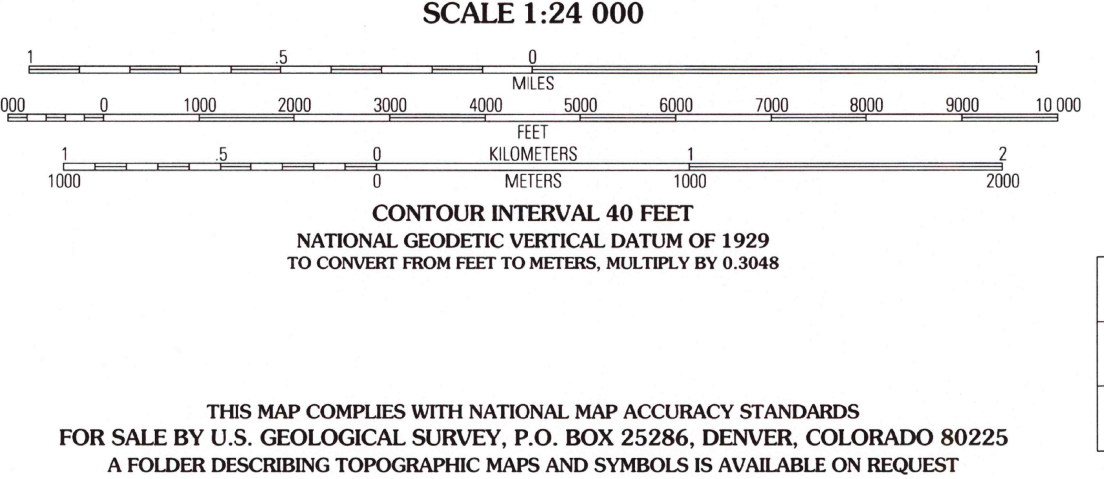 SCALE 1:24 000
1 .5 0 1
MILES
000 0 1000 2000 3000 4000 5000 6000 7000 8000 9000 10 000
FEET
1 .5 0 KILOMETERS 1 2
1000 0 METERS 1000 2000
CONTOUR INTERVAL 40 FEET
NATIONAL GEODETIC VERTICAL DATUM OF 1929
TO CONVERT FROM FEET TO METERS, MULTIPLY BY 0.3048
THIS MAP COMPLIES WITH NATIONAL MAP ACCURACY STANDARDS
FOR SALE BY U.S. GEOLOGICAL SURVEY, P.O. BOX 25286, DENVER, COLORADO 80225
A FOLDER DESCRIBING TOPOGRAPHIC MAPS AND SYMBOLS IS AVAILABLE ON REQUEST